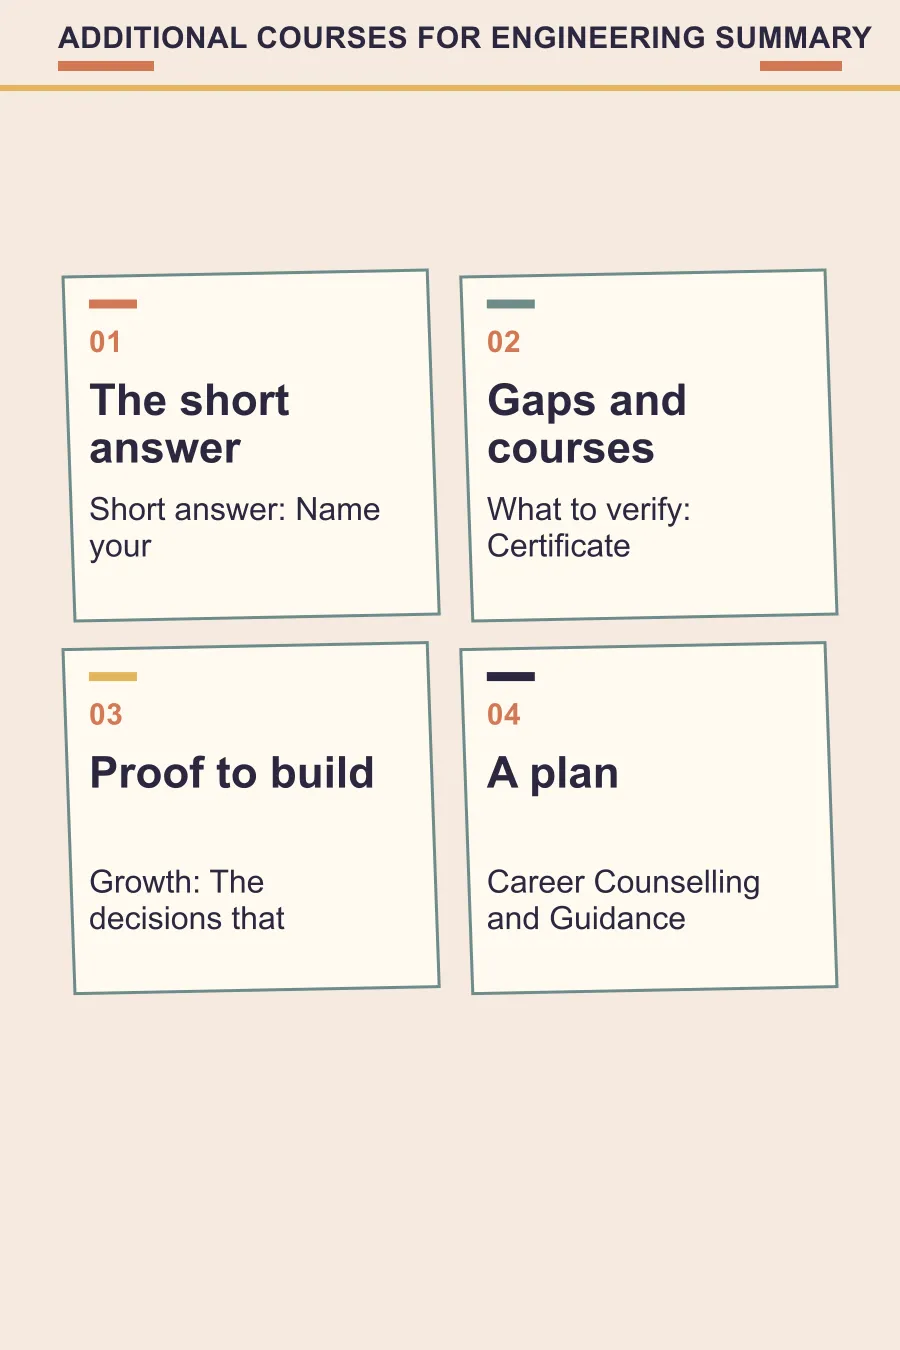 ADDITIONAL COURSES FOR ENGINEERING SUMMARY
01
The short
answer
Short answer: Name
your
02
Gaps and
courses
What to verify:
Certificate
03
Proof to build
Growth: The
decisions that
04
A plan
Career Counselling
and Guidance